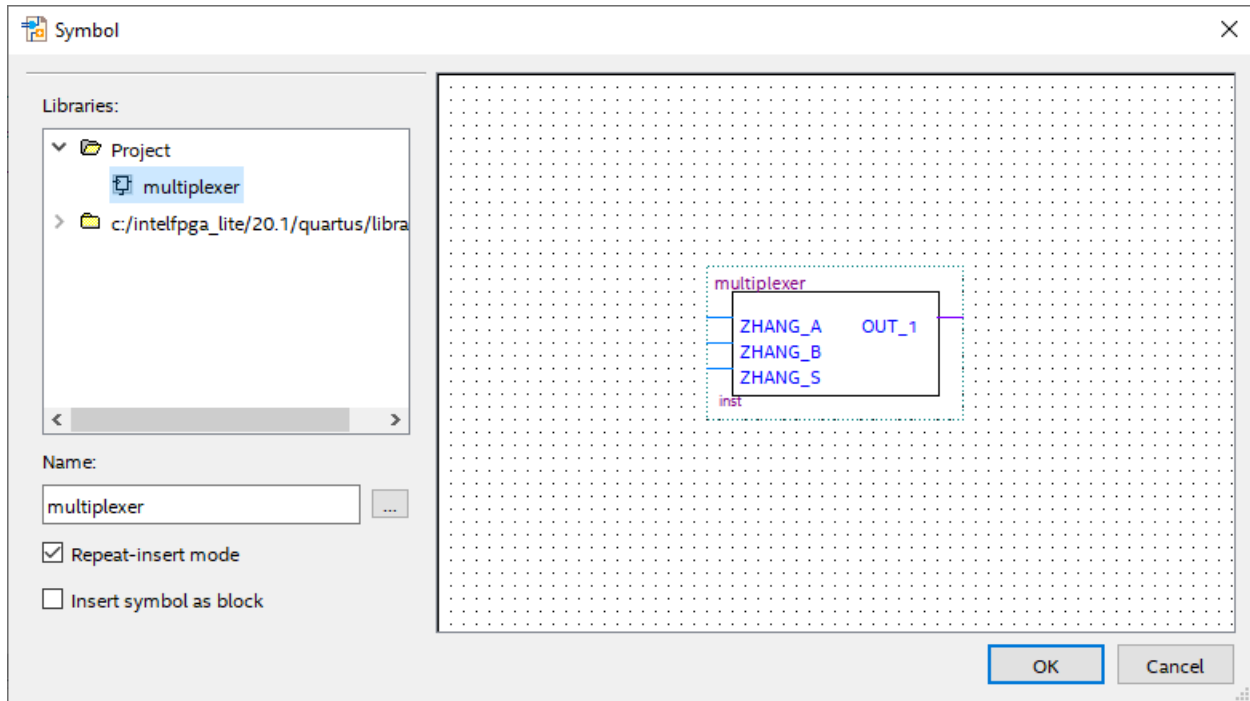 Symbol
Libraries:
Project
multiplexer
c:/intelfpga_lite/20.1/quartus/libra
Name:
multiplexer
...
Repeat-insert mode
Insert symbol as block
multiplexer
ZHANG_A OUT_1
ZHANG_B
ZHANG_S
inst
OK Cancel